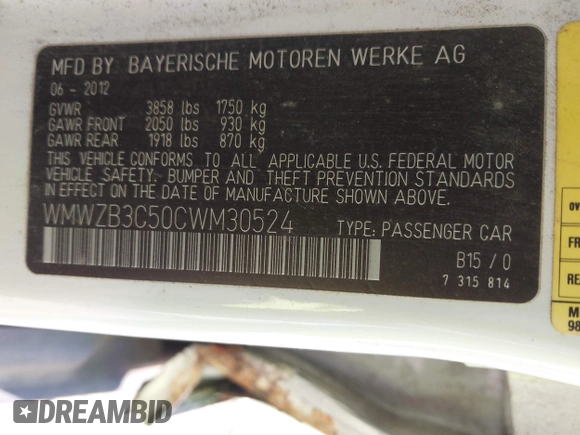 MFD BY BAYERISCHE MOTOREN WERKE AG
06 - 2012
GVWR 3858 lbs 1750 kg
GAWR FRONT 2050 lbs 930 kg
GAWR REAR 1918 lbs 870 kg
THIS VEHICLE CONFORMS TO ALL APPLICABLE U.S. FEDERAL MOTOR
VEHICLE SAFETY, BUMPER AND THEFT PREVENTION STANDARDS
IN EFFECT ON THE DATE OF MANUFACTURE SHOWN ABOVE.
WMWZB3C50CWM30524 TYPE: PASSENGER CAR
B15 / 0
7 315 814
DREAMBID